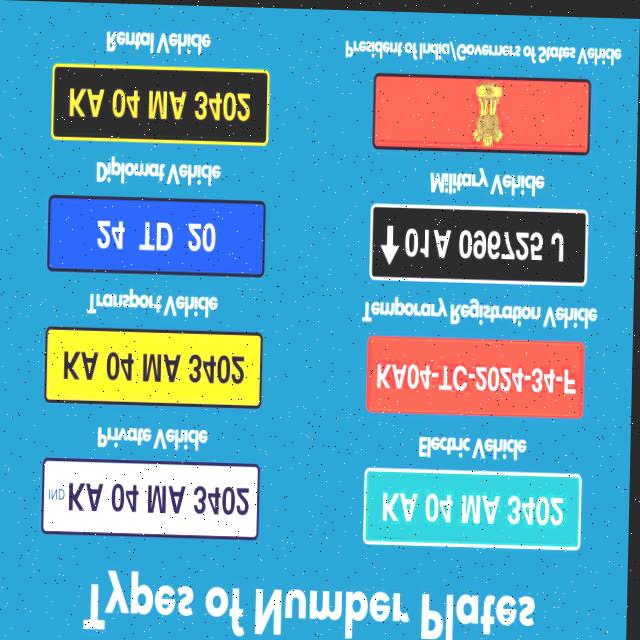 Types of Number Plates
IND KA 04 MA 3402
KA 04 MA 3402
Private Vehicle
Electric Vehicle
KA 04 MA 3402
KA04-TC-2024-34-F
Transport Vehicle
Temporary Registration Vehicle
24 TD 20
↑01A 096725 J
Diplomat Vehicle
Military Vehicle
KA 04 MA 3402
Rental Vehicle
President of India/Governers of States Vehicle